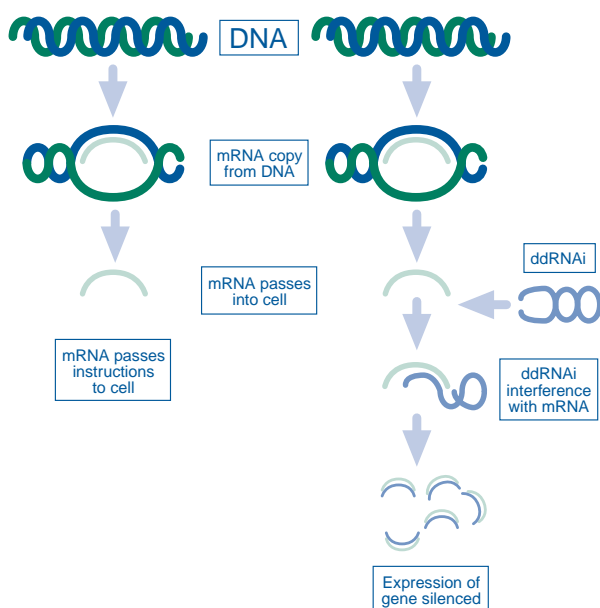 DNA
mRNA copy
from DNA
mRNA passes
into cell
ddRNAi
mRNA passes
instructions
to cell
ddRNAi
interference
with mRNA
Expression of
gene silenced